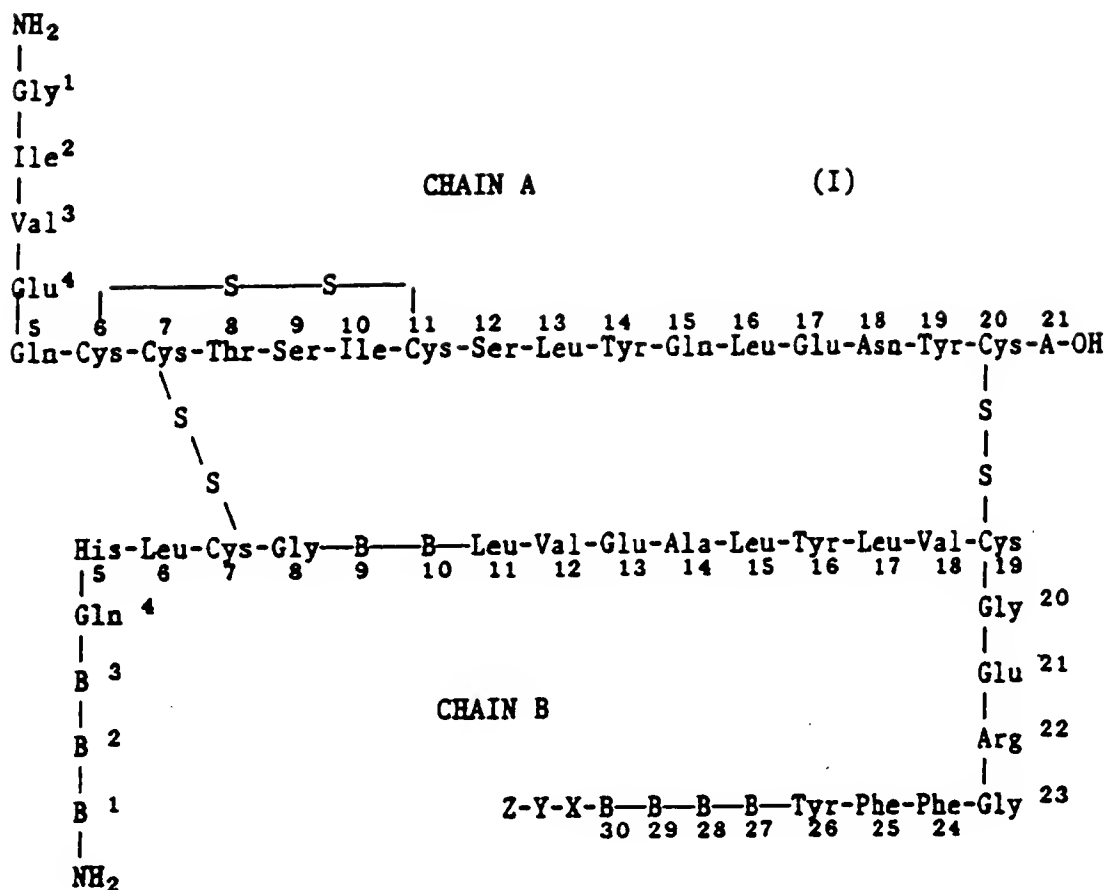 NH2
Gly1
Ile2
Val3
Glu4
CHAIN A (I)
S S
S 6 7 8 9 10 11 12 13 14 15 16 17 18 19 20 21
Gln-Cys-Cys-Thr-Ser-Ile-Cys-Ser-Leu-Tyr-Gln-Leu-Glu-Asn-Tyr-Cys-A-OH
S S
S S
His-Leu-Cys-Gly-B-B-Leu-Val-Glu-Ala-Leu-Tyr-Leu-Val-Cys
5 6 7 8 9 10 11 12 13 14 15 16 17 18 19
Gln 4 Gly 20
B 3 Glu 21
CHAIN B
B 2 Arg 22
B 1 Z-Y-X-B-B-B-B-Tyr-Phe-Phe-Gly 23
30 29 28 27 26 25 24
NH2